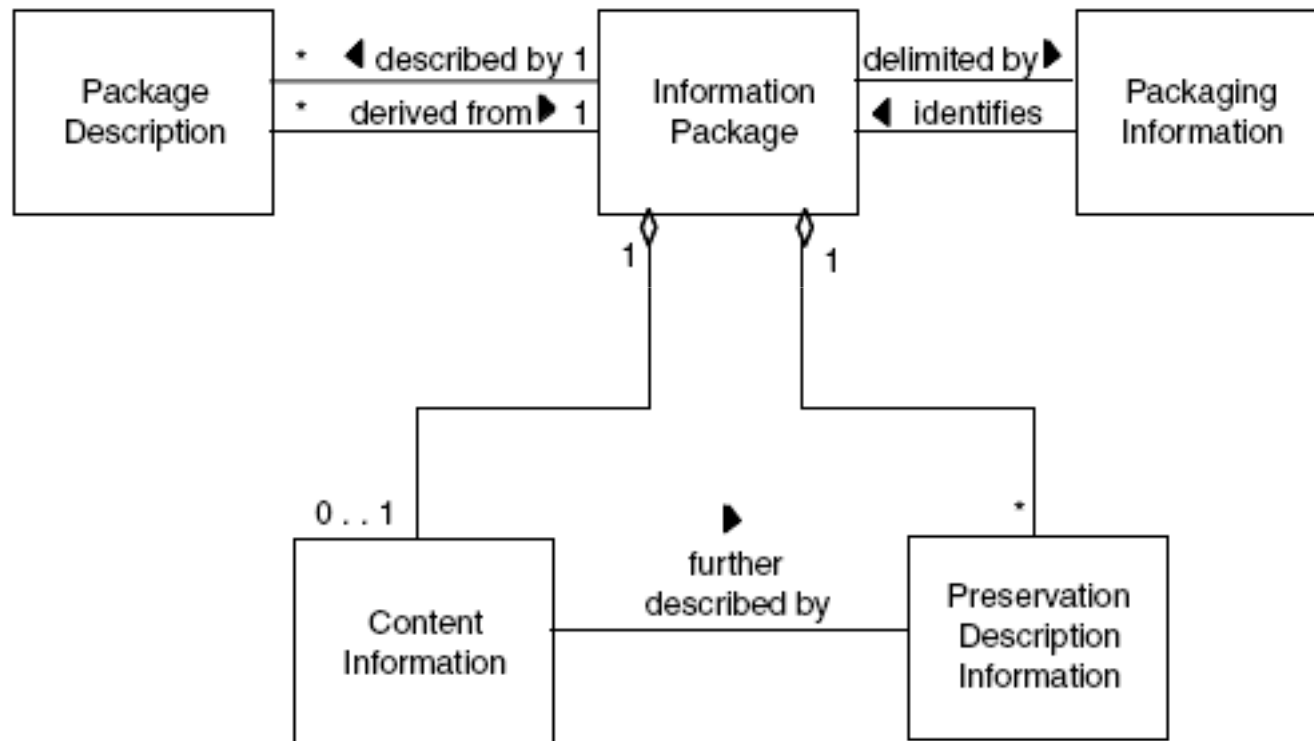 * described by 1
delimited by
Package
Description
Information
Package
Packaging
Information
* derived from 1
identifies
1
1
0 . . 1
*
further
described by
Content
Information
Preservation
Description
Information